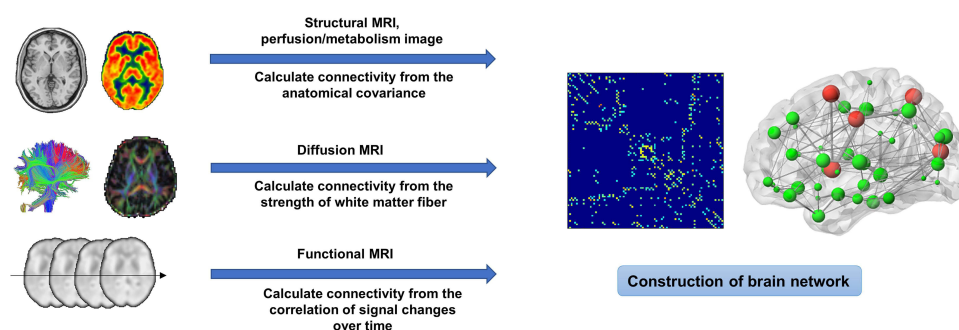 Structural MRI,
perfusion/metabolism image
Calculate connectivity from the
anatomical covariance
Diffusion MRI
Calculate connectivity from the
strength of white matter fiber
Functional MRI
Calculate connectivity from the
correlation of signal changes
over time
Construction of brain network